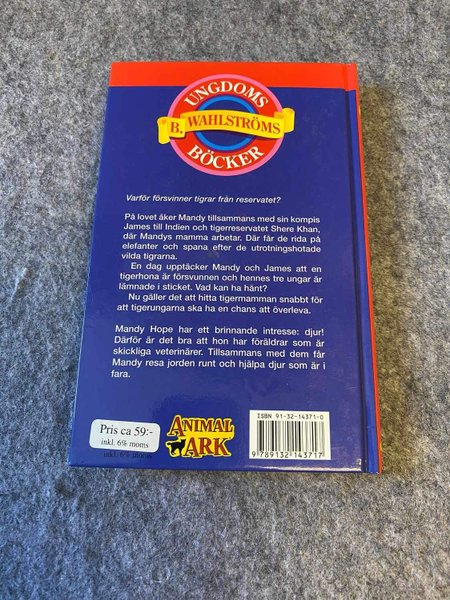 UNGDOMS
B. WAHLSTRÖMS
BÖCKER
Varför försvinner tigrar från reservatet?
På lovet åker Mandy tillsammans med sin kompis
James till Indien och tigerreservatet Shere Khan,
där Mandys mamma arbetar. Där får de rida på
elefanter och spana efter de utrotningshotade
vilda tigrarna.
En dag upptäcker Mandy och James att en
tigerhona är försvunnen och hennes tre ungar är
lämnade i sticket. Vad kan ha hänt?
Nu gäller det att hitta tigermamman snabbt för
att tigerungarna ska ha en chans att överleva.
Mandy Hope har ett brinnande intresse: djur!
Därför är det bra att hon har föräldrar som är
skickliga veterinärer. Tillsammans med dem får
Mandy resa jorden runt och hjälpa djur som är i
fara.
Pris ca 59:-
inkl. 6% moms
inkl. 6% moms
ANIMAL
ARK
ISBN 91-32-14371-0
9 789132 143717